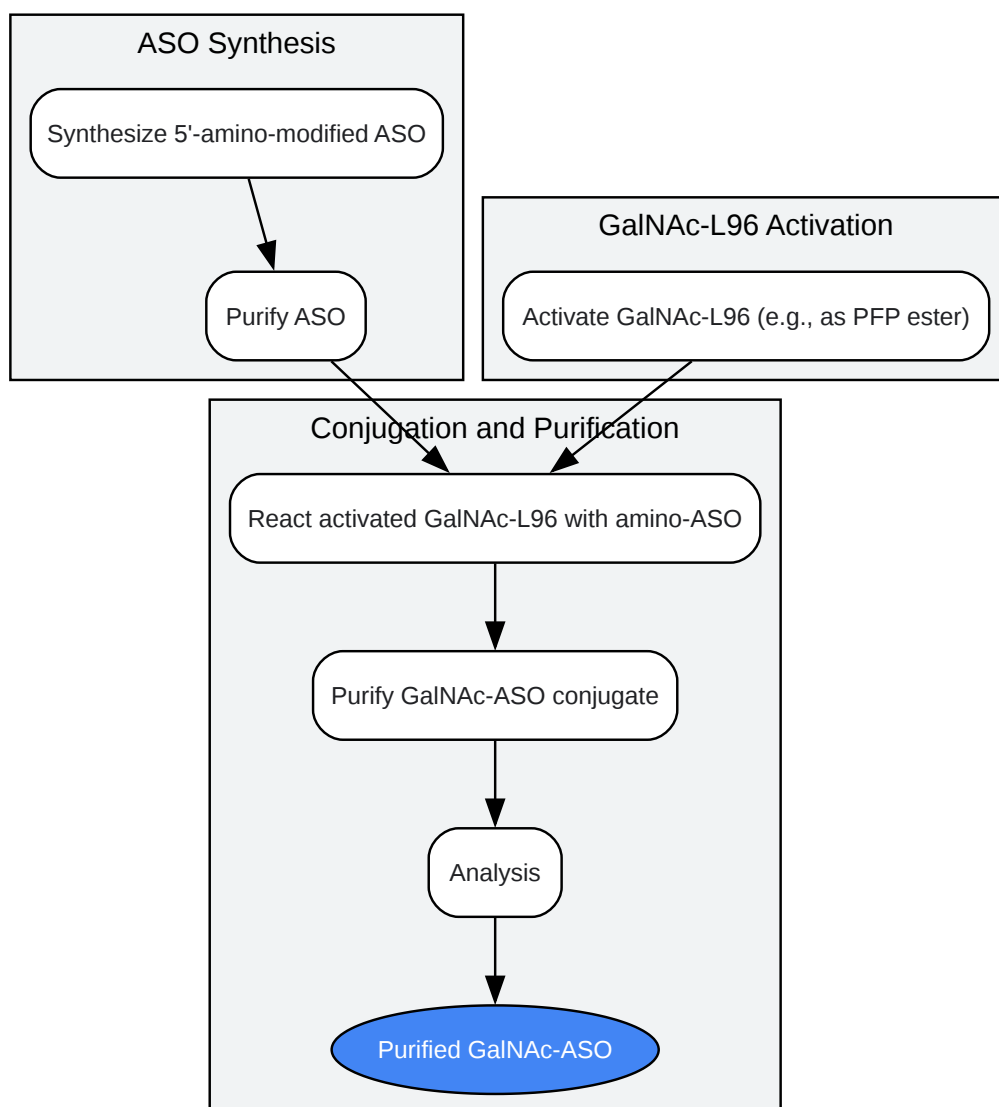 ASO Synthesis
Synthesize 5'-amino-modified ASO
Purify ASO
GalNAc-L96 Activation
Activate GalNAc-L96 (e.g., as PFP ester)
Conjugation and Purification
React activated GalNAc-L96 with amino-ASO
Purify GalNAc-ASO conjugate
Analysis
Purified GalNAc-ASO